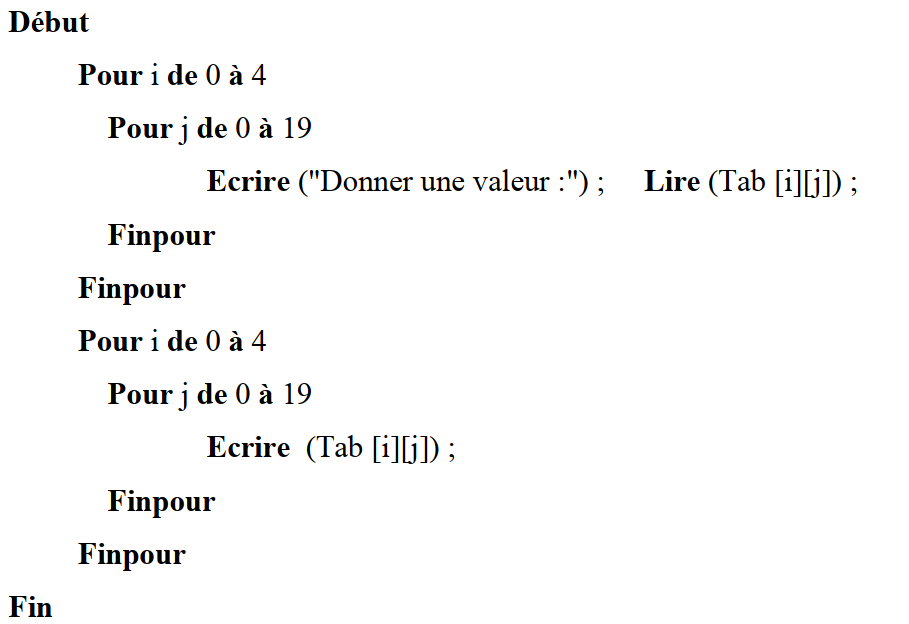 Début
Pour i de 0 à 4
Pour j de 0 à 19
Ecrire ("Donner une valeur :") ; Lire (Tab [i][j]) ;
Finpour
Finpour
Pour i de 0 à 4
Pour j de 0 à 19
Ecrire (Tab [i][j]) ;
Finpour
Finpour
Fin